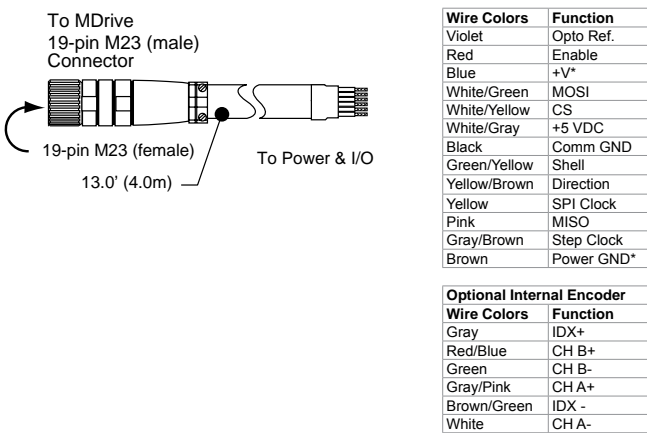 To MDrive
19-pin M23 (male)
Connector
19-pin M23 (female)
To Power & I/O
13.0’ (4.0m)
Wire Colors Function
Violet Opto Ref.
Red Enable
Blue +V*
White/Green MOSI
White/Yellow CS
White/Gray +5 VDC
Black Comm GND
Green/Yellow Shell
Yellow/Brown Direction
Yellow SPI Clock
Pink MISO
Gray/Brown Step Clock
Brown Power GND*
Optional Internal Encoder
Wire Colors Function
Gray IDX+
Red/Blue CH B+
Green CH B-
Gray/Pink CH A+
Brown/Green IDX -
White CH A-